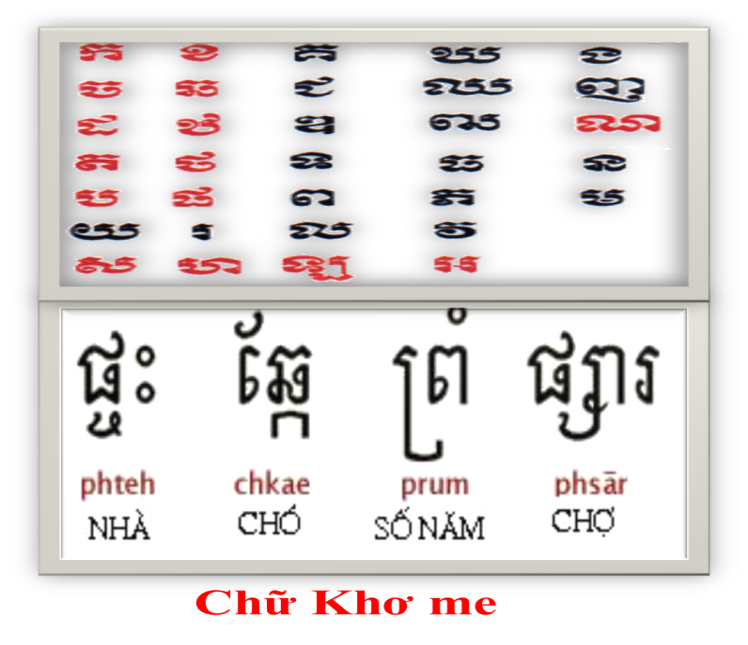 ក ខ គ ឃ ង
ច ឆ ជ ឈ ញ
ដ ឋ ឌ ឍ ណ
ត ថ ទ ធ ន
ប ផ ព ភ ម
យ រ ល វ
ស ហ ឡ អ
ផ្ទះ ឆ្កែ ព្រំ ផ្សារ
phteh chkae prum phsār
NHÀ CHÓ SỐ NĂM CHỢ
Chữ Khơ me